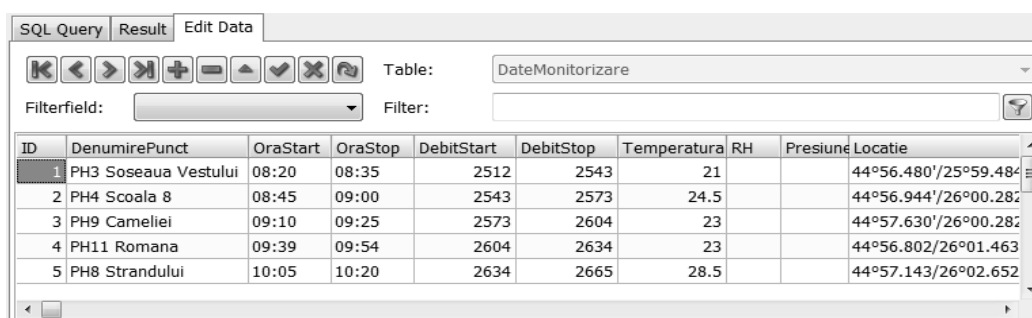 SQL Query Result Edit Data
Table: DateMonitorizare
Filterfield: Filter:
ID DenumirePunct OraStart OraStop DebitStart DebitStop Temperatura RH Presiune Locatie
1 PH3 Soseaua Vestului 08:20 08:35 2512 2543 21 44°56.480'/25°59.484
2 PH4 Scoala 8 08:45 09:00 2543 2573 24.5 44°56.944'/26°00.282
3 PH9 Cameliei 09:10 09:25 2573 2604 23 44°57.630'/26°00.282
4 PH11 Romana 09:39 09:54 2604 2634 23 44°56.802/26°01.463
5 PH8 Strandului 10:05 10:20 2634 2665 28.5 44°57.143/26°02.652